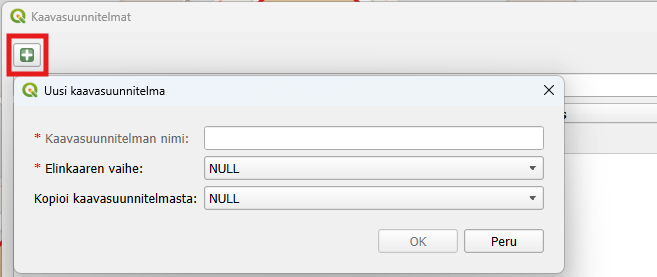 Kaavasuunnitelmat
Uusi kaavasuunnitelma
* Kaavasuunnitelman nimi:
* Elinkaaren vaihe: NULL
Kopioi kaavasuunnitelmasta: NULL
OK Peru